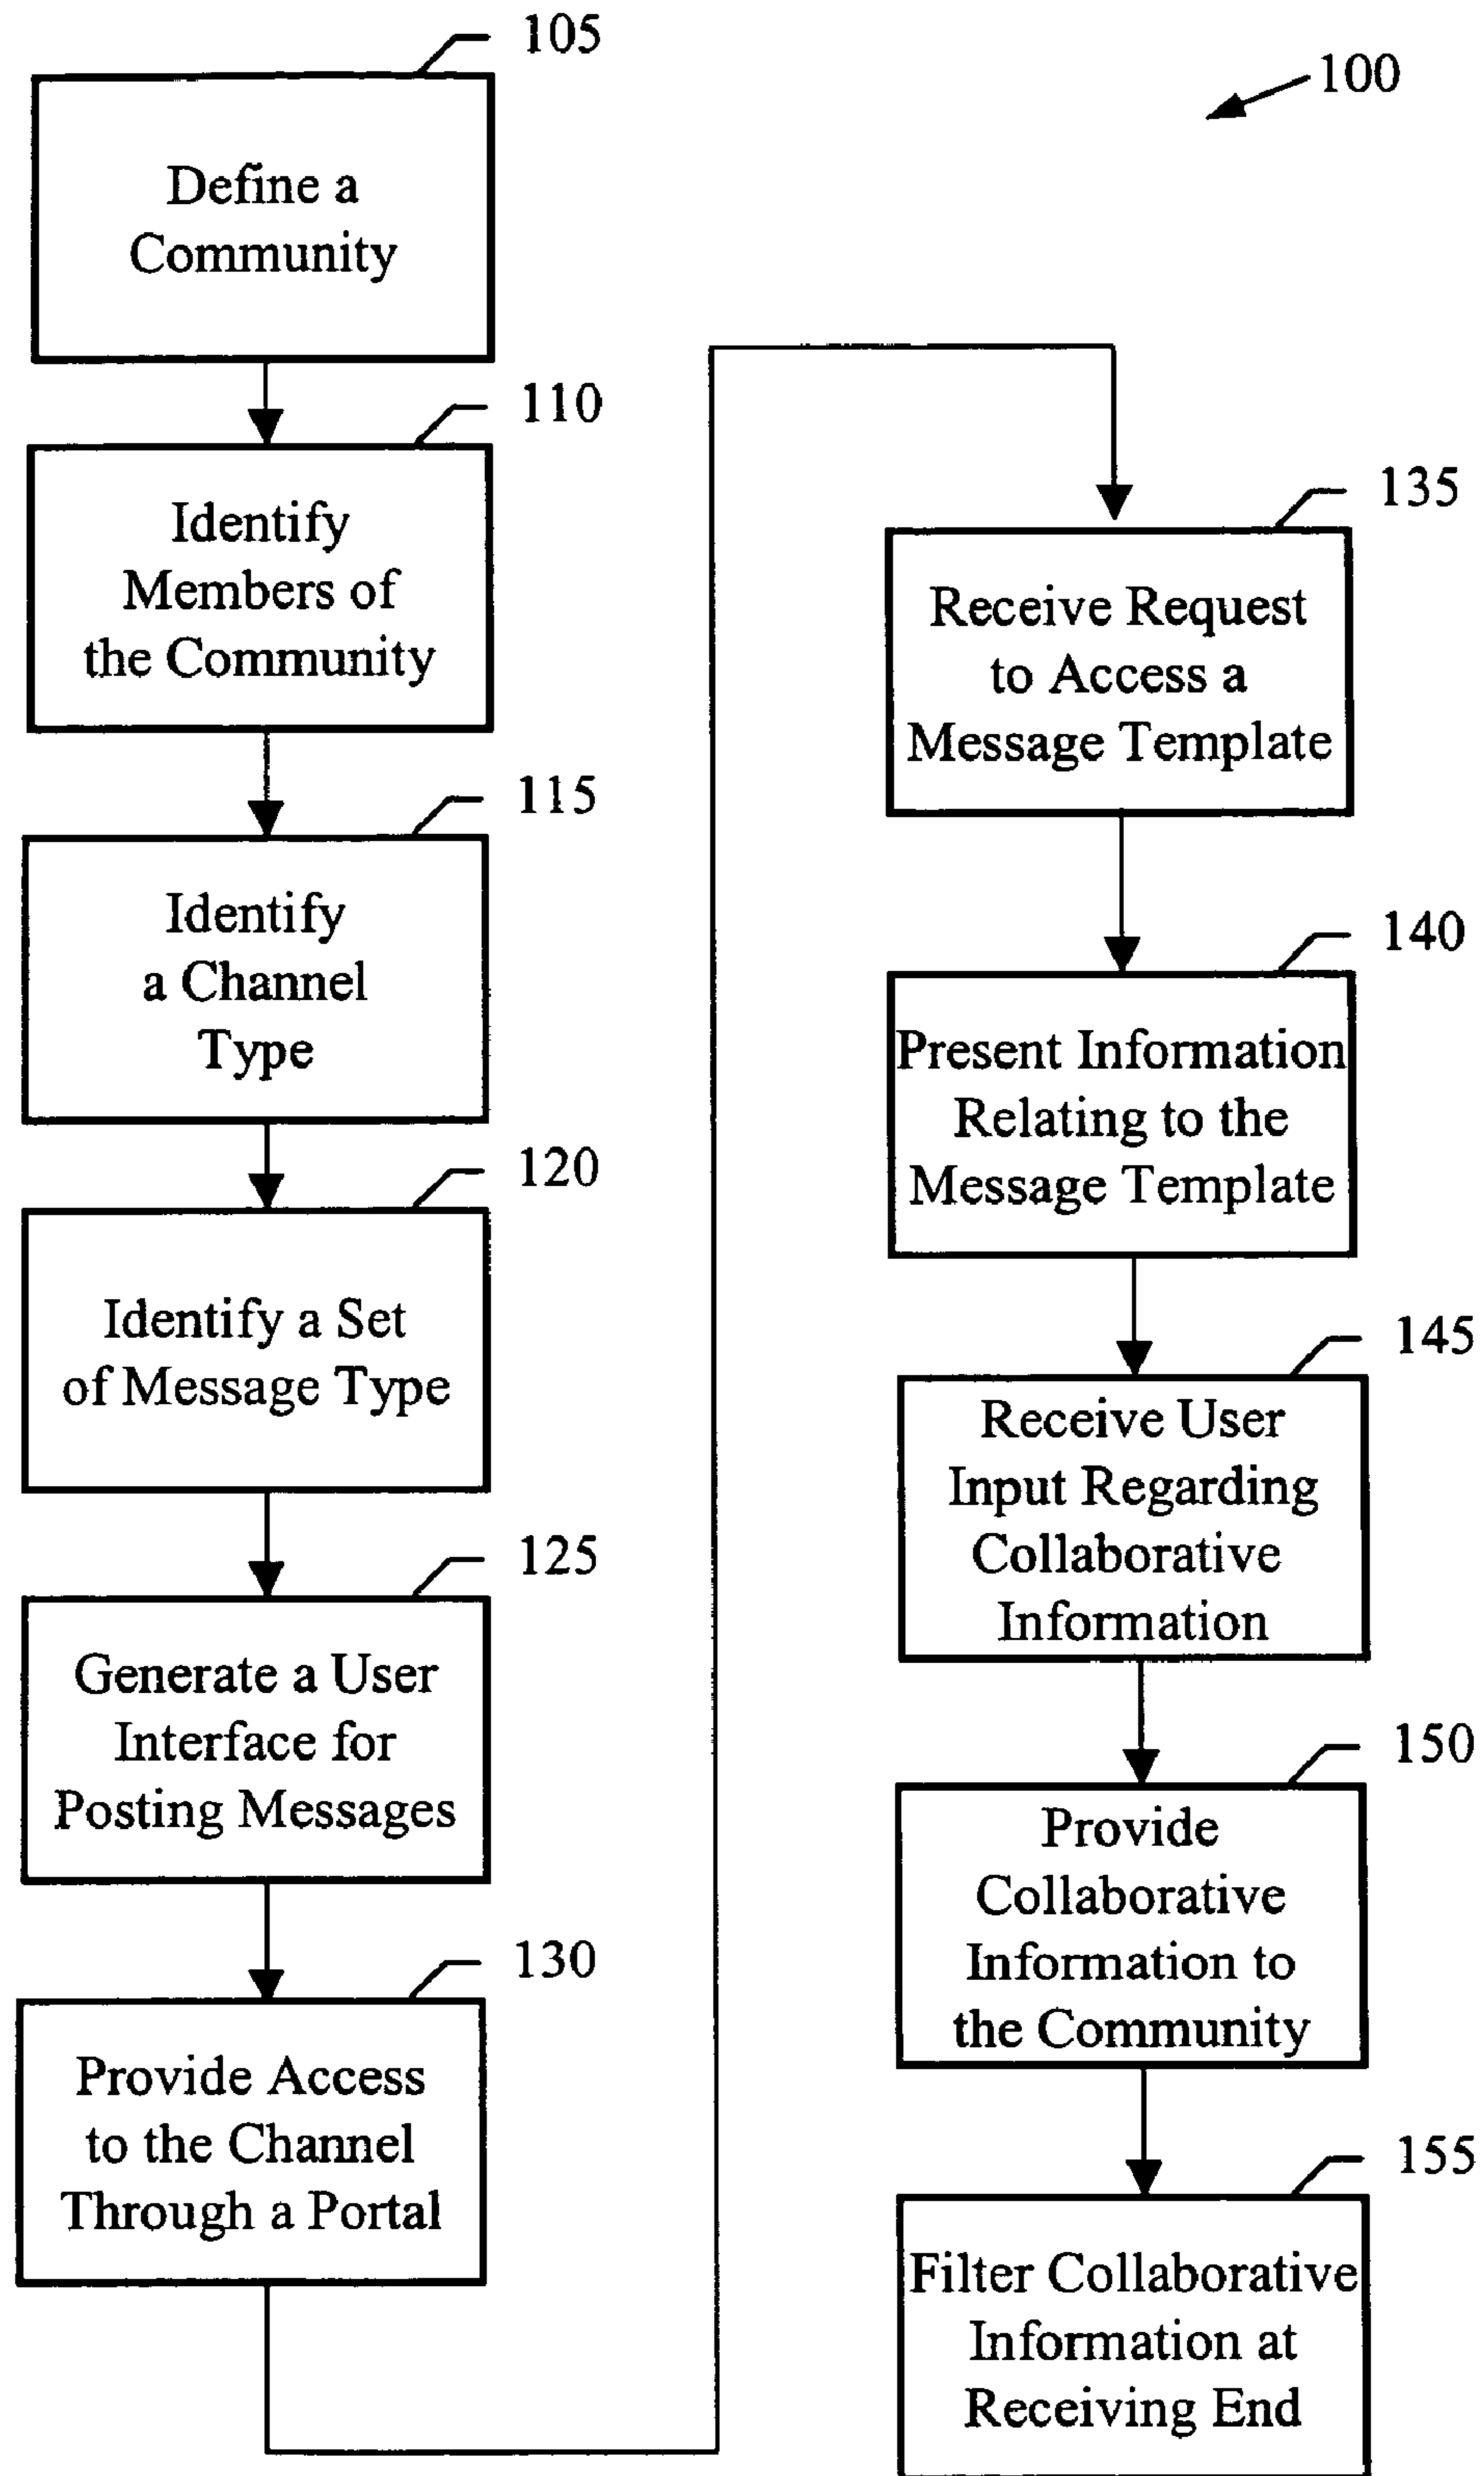 105
Define a
Community
110
Identify
Members of
the Community
115
Identify
a Channel
Type
120
Identify a Set
of Message Type
125
Generate a User
Interface for
Posting Messages
130
Provide Access
to the Channel
Through a Portal
100
135
Receive Request
to Access a
Message Template
140
Present Information
Relating to the
Message Template
145
Receive User
Input Regarding
Collaborative
Information
150
Provide
Collaborative
Information to
the Community
155
Filter Collaborative
Information at
Receiving End